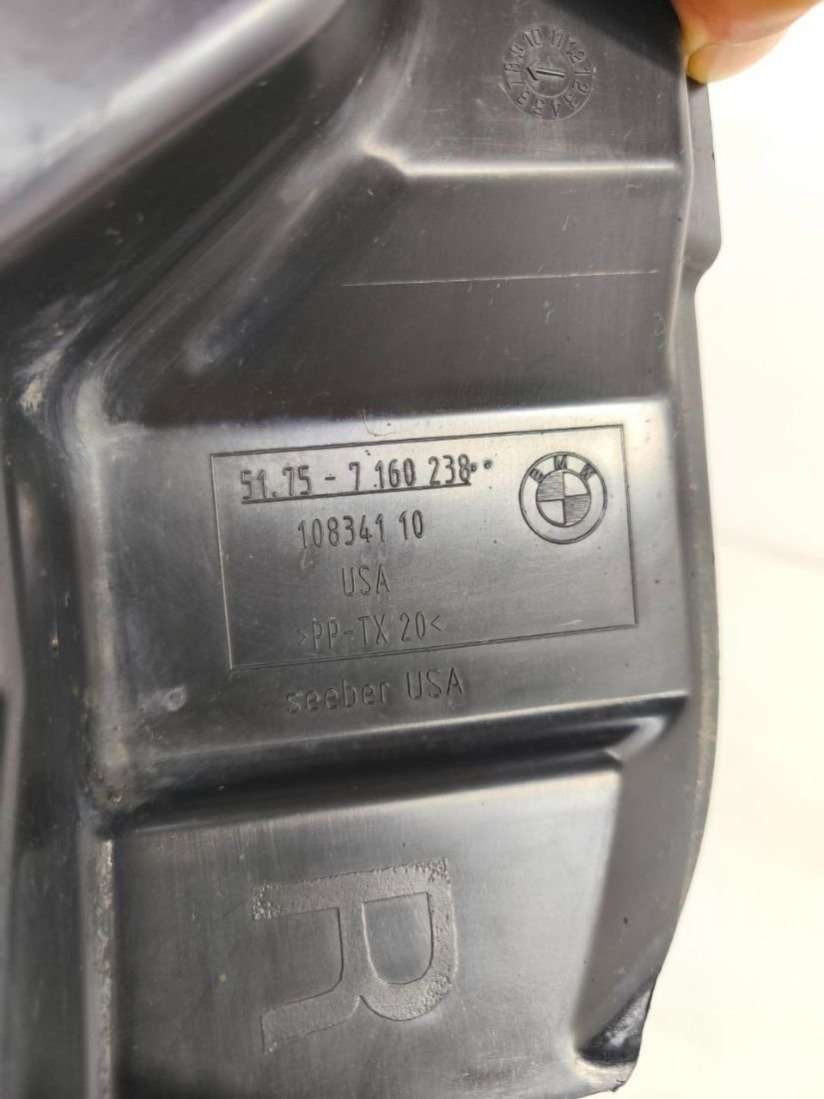 51.75 - 7 160 238
BMW
108341 10
USA
>PP-TX 20<
seeber USA
R